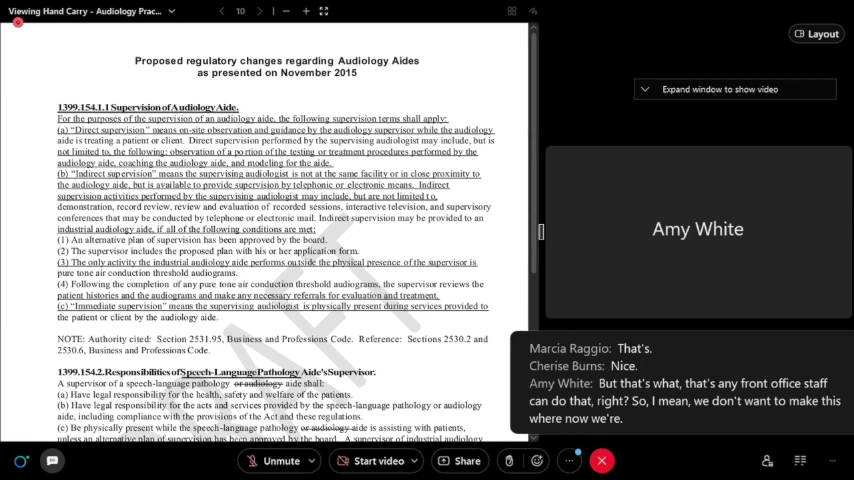 Viewing Hand Carry - Audiology Prac...
10
Layout
Expand window to show video
Proposed regulatory changes regarding Audiology Aides
as presented on November 2015
1399.154.1.1 Supervision of Audiology Aide.
For the purposes of the supervision of an audiology aide, the following supervision terms shall apply:
(a) “Direct supervision” means on-site observation and guidance by the audiology supervisor while the audiology
aide is treating a patient or client. Direct supervision performed by the supervising audiologist may include, but is
not limited to, the following: observation of a portion of the testing or treatment procedures performed by the
audiology aide, coaching the audiology aide, and modeling for the aide.
(b) “Indirect supervision” means the supervising audiologist is not at the same facility or in close proximity to
the audiology aide, but is available to provide supervision by telephonic or electronic means. Indirect
supervision activities performed by the supervising audiologist may include, but are not limited to,
demonstration, record review, review and evaluation of recorded sessions, interactive television, and supervisory
conferences that may be conducted by telephone or electronic mail. Indirect supervision may be provided to an
industrial audiology aide, if all of the following conditions are met:
(1) An alternative plan of supervision has been approved by the board.
(2) The supervisor includes the proposed plan with his or her application form.
(3) The only activity the industrial audiology aide performs outside the physical presence of the supervisor is
pure tone air conduction threshold audiograms.
(4) Following the completion of any pure tone air conduction threshold audiograms, the supervisor reviews the
patient histories and the audiograms and make any necessary referrals for evaluation and treatment.
(c) “Immediate supervision” means the supervising audiologist is physically present during services provided to
the patient or client by the audiology aide.
NOTE: Authority cited: Section 2531.95, Business and Professions Code. Reference: Sections 2530.2 and
2530.6, Business and Professions Code.
1399.154.2. Responsibilities of Speech-Language Pathology Aide's Supervisor.
A supervisor of a speech-language pathology or audiology aide shall:
(a) Have legal responsibility for the health, safety and welfare of the patients.
(b) Have legal responsibility for the acts and services provided by the speech-language pathology or audiology
aide, including compliance with the provisions of the Act and these regulations.
(c) Be physically present while the speech-language pathology or audiology aide is assisting with patients,
unless an alternative plan of supervision has been approved by the board. A supervisor of industrial audiology
DRAFT
Amy White
Marcia Raggio: That's.
Cherise Burns: Nice.
Amy White: But that's what, that's any front office staff
can do that, right? So, I mean, we don't want to make this
where now we're.
Unmute
Start video
Share